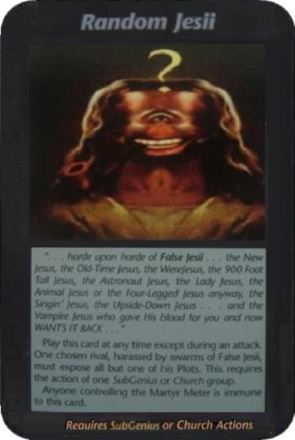 Random Jesii
?
". . . horde upon horde of False Jesii . . . the New
Jesus, the Old-Time Jesus, the WereJesus, the 900 Foot
Tall Jesus, the Astronaut Jesus, the Lady Jesus, the
Animal Jesus or the Four-Legged Jesus anyway, the
Singin' Jesus, the Upside-Down Jesus . . . and the
Vampire Jesus who gave His blood for you and now
WANTS IT BACK . . ."
Play this card at any time except during an attack.
One chosen rival, harassed by swarms of False Jesii,
must expose all but one of his Plots. This requires
the action of one SubGenius or Church group.
Anyone controlling the Martyr Meter is immune
to this card.
Requires SubGenius or Church Actions